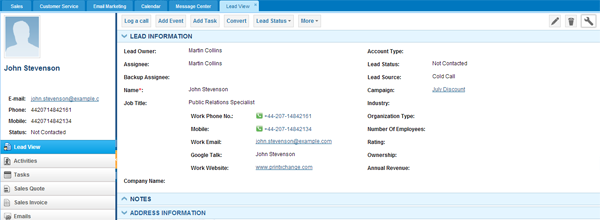 Sales Customer Service Email Marketing Calendar Message Center Lead View
Log a call Add Event Add Task Convert Lead Status More
John Stevenson
E-mail: john.stevenson@example.c
Phone: 4420714842161
Mobile: 4420714842134
Status: Not Contacted
Lead View
Activities
Tasks
Sales Quote
Sales Invoice
Emails
LEAD INFORMATION
Lead Owner: Martin Collins Account Type:
Assignee: Martin Collins Lead Status: Not Contacted
Backup Assignee: Lead Source: Cold Call
Name*: John Stevenson Campaign: July Discount
Job Title: Public Relations Specialist Industry:
Work Phone No.: +44-207-14842161 Organization Type:
Mobile: +44-207-14842134 Number Of Employees:
Work Email: john.stevenson@example.com Rating:
Google Talk: John Stevenson Ownership:
Work Website: www.printxchange.com Annual Revenue:
Company Name:
NOTES
ADDRESS INFORMATION